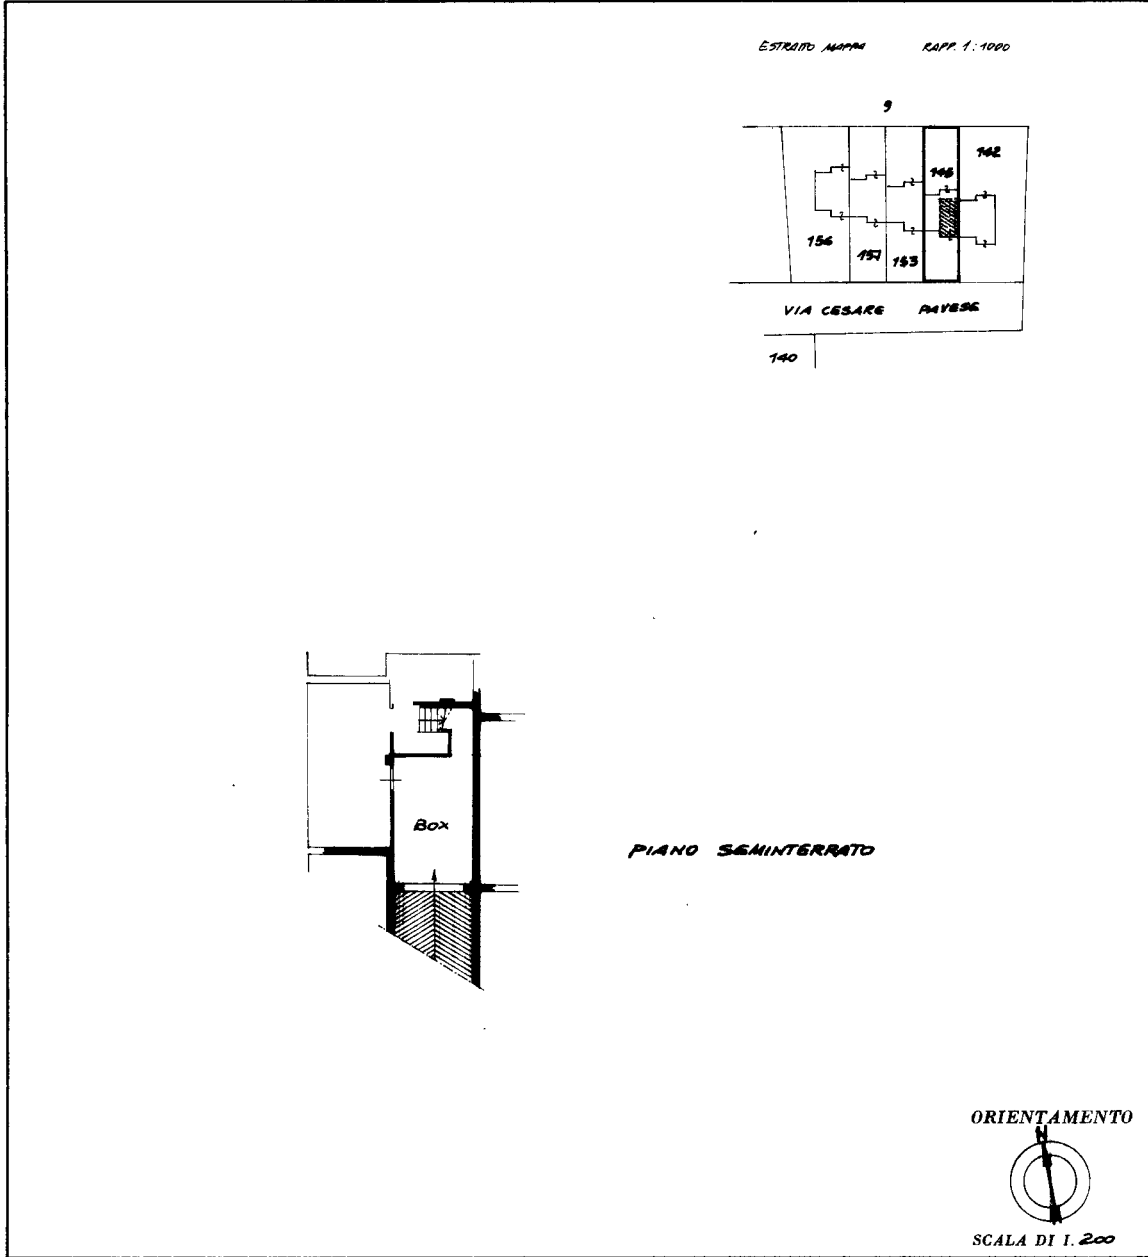 ESTRATTO MAPPA RAPP. 1:1000
9
142
146
156
157
153
VIA CESARE PAVESE
140
BOX
PIANO SEMINTERRATO
ORIENTAMENTO
N
SCALA DI 1. 200